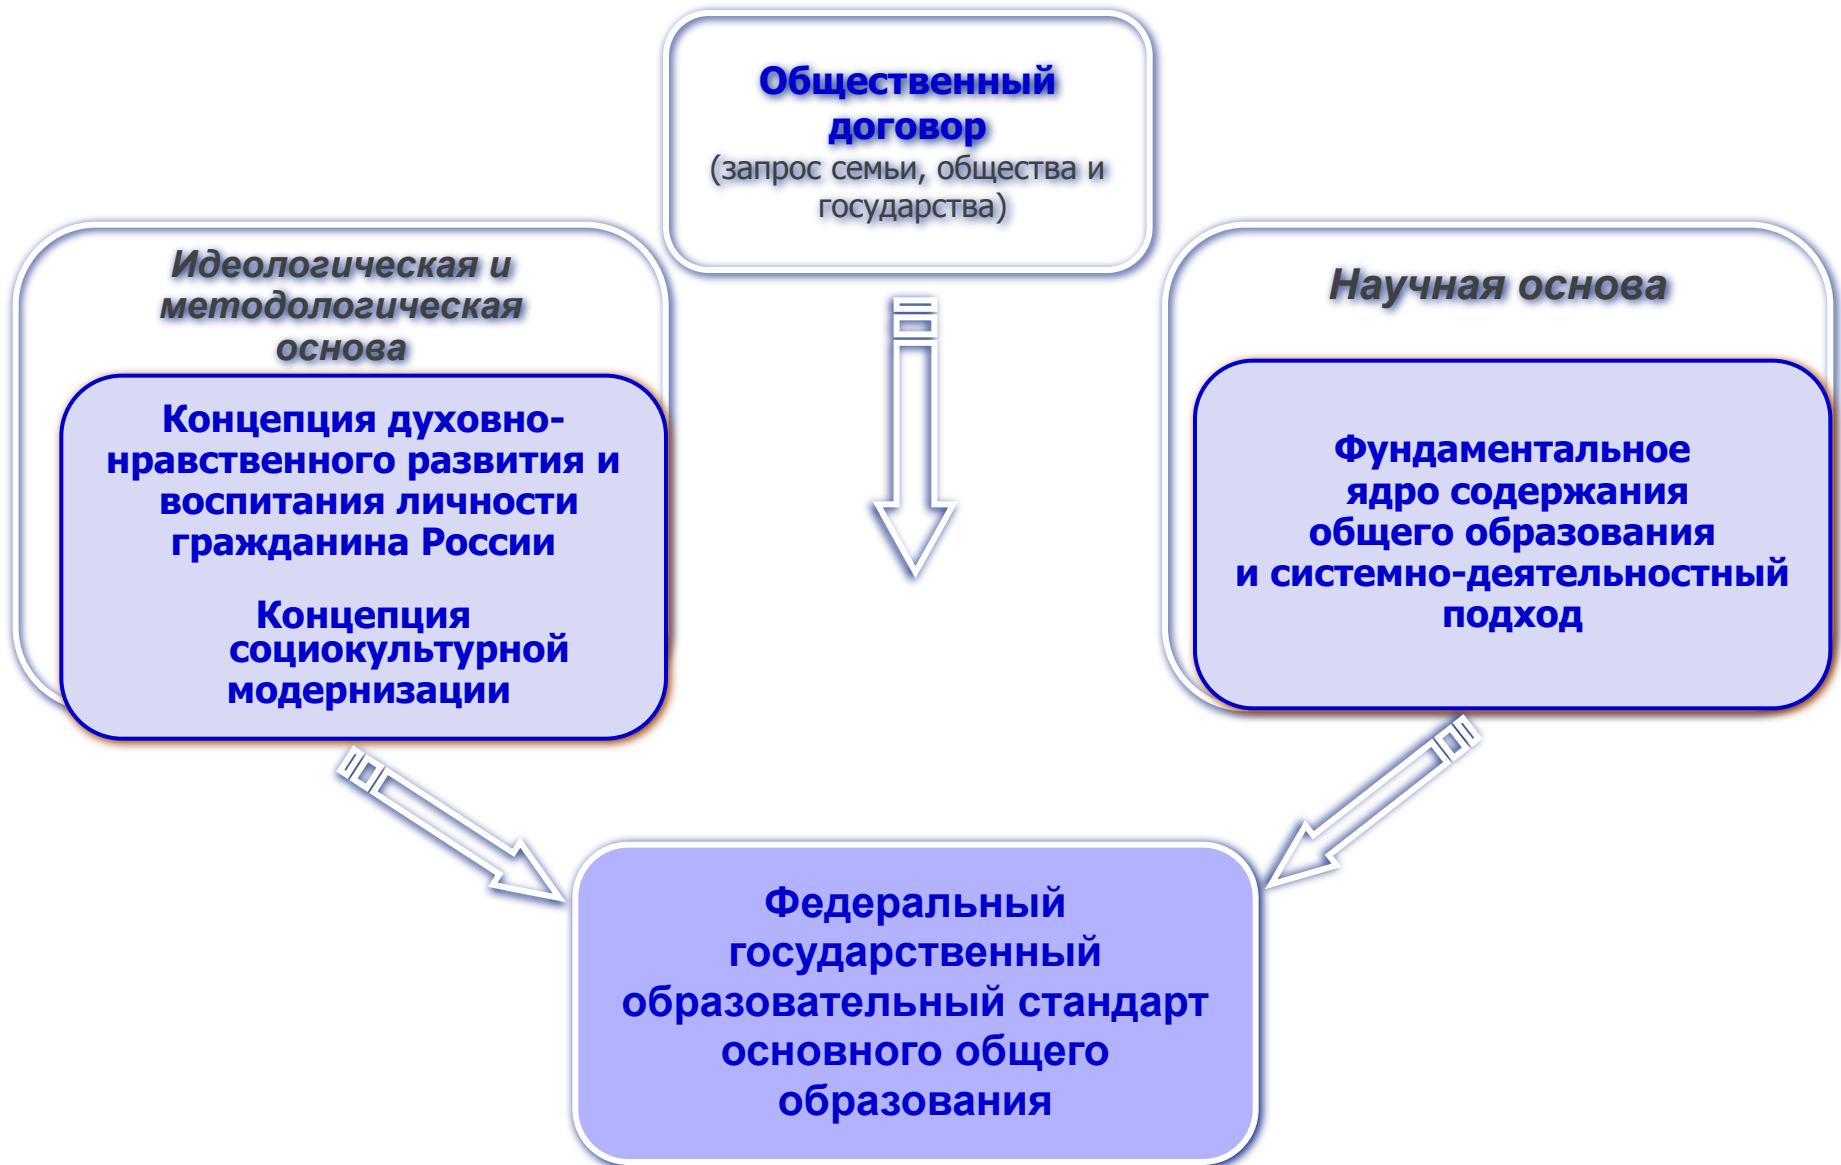 Общественный
договор
(запрос семьи, общества и
государства)
Идеологическая и
методологическая
основа
Концепция духовно-
нравственного развития и
воспитания личности
гражданина России
Концепция
социокультурной
модернизации
Научная основа
Фундаментальное
ядро содержания
общего образования
и системно-деятельностный
подход
Федеральный
государственный
образовательный стандарт
основного общего
образования